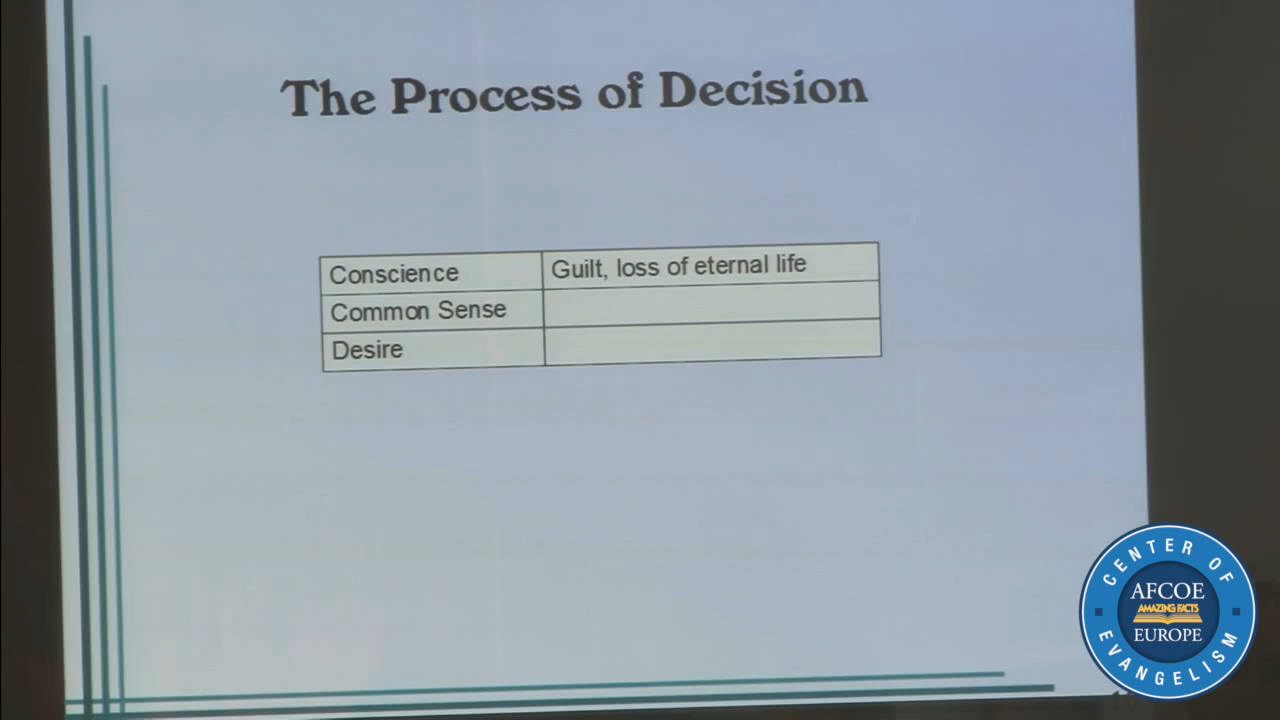 The Process of Decision
Conscience
Guilt, loss of eternal life
Common Sense
Desire
CENTER OF
AFCOE
AMAZING FACTS
EUROPE
EVANGELISM